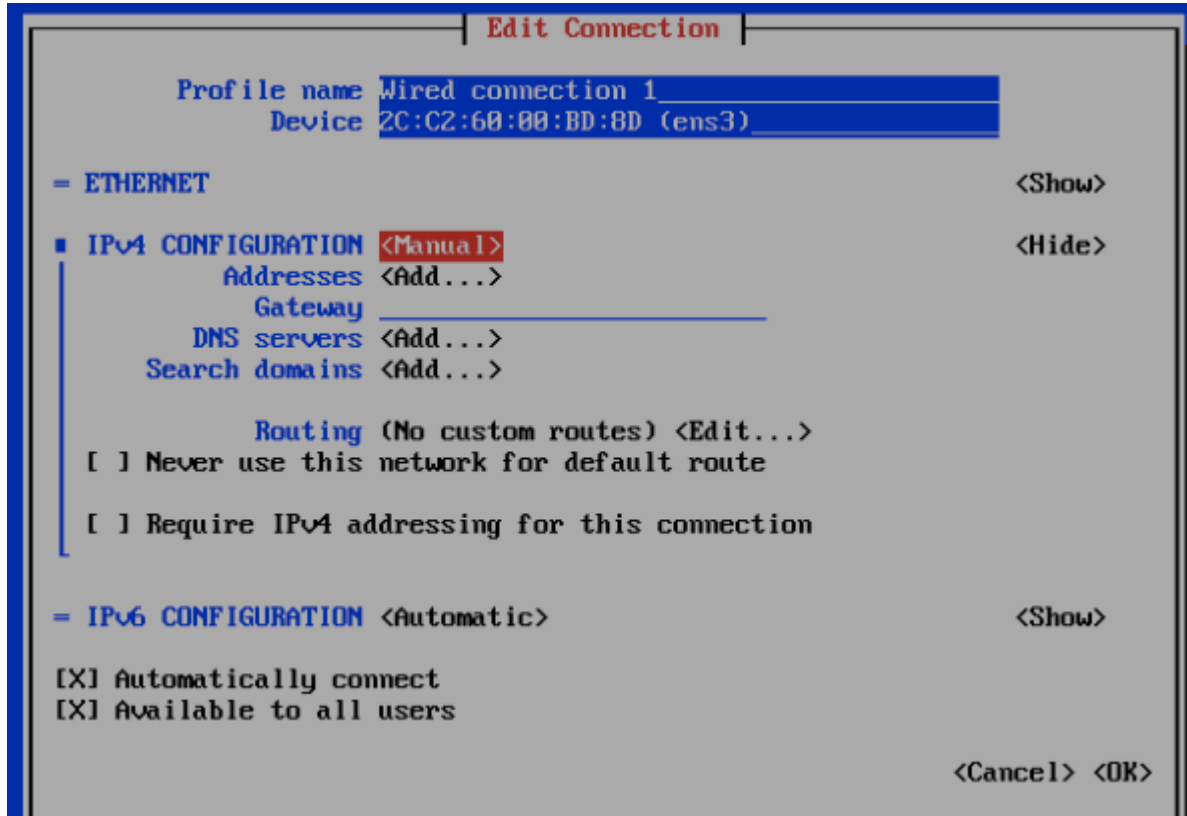 Edit Connection
Profile name Wired connection 1
Device 2C:C2:60:00:BD:8D (ens3)
= ETHERNET <Show>
IPv4 CONFIGURATION <Manual> <Hide>
Addresses <Add...>
Gateway
DNS servers <Add...>
Search domains <Add...>
Routing (No custom routes) <Edit...>
[ ] Never use this network for default route
[ ] Require IPv4 addressing for this connection
= IPv6 CONFIGURATION <Automatic> <Show>
[X] Automatically connect
[X] Available to all users
<Cancel> <OK>